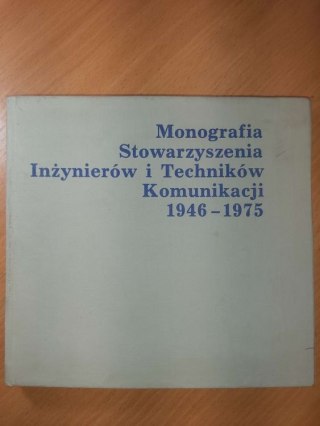 Monografia
Stowarzyszenia
Inżynierów i Techników
Komunikacji
1946 – 1975